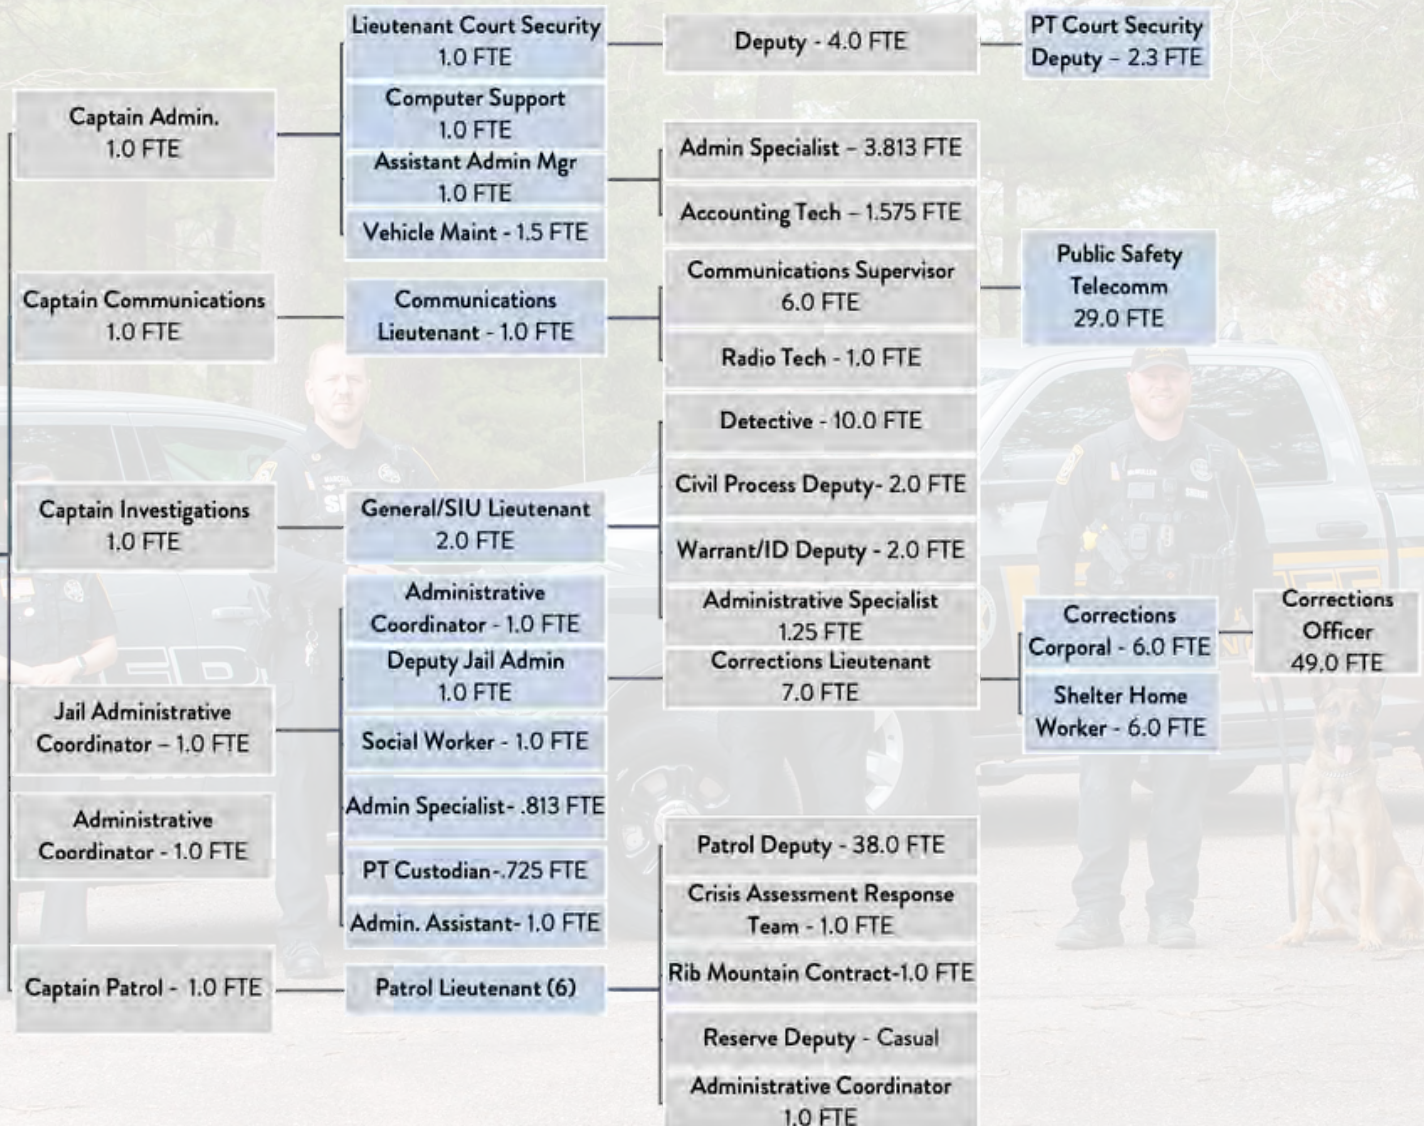 Captain Admin.
1.0 FTE
Lieutenant Court Security
1.0 FTE
Deputy - 4.0 FTE
PT Court Security
Deputy – 2.3 FTE
Computer Support
1.0 FTE
Assistant Admin Mgr
1.0 FTE
Admin Specialist – 3.813 FTE
Accounting Tech – 1.575 FTE
Vehicle Maint - 1.5 FTE
Captain Communications
1.0 FTE
Communications
Lieutenant - 1.0 FTE
Communications Supervisor
6.0 FTE
Public Safety
Telecomm
29.0 FTE
Radio Tech - 1.0 FTE
Captain Investigations
1.0 FTE
General/SIU Lieutenant
2.0 FTE
Detective - 10.0 FTE
Civil Process Deputy- 2.0 FTE
Warrant/ID Deputy - 2.0 FTE
Administrative Specialist
1.25 FTE
Jail Administrative
Coordinator – 1.0 FTE
Administrative
Coordinator - 1.0 FTE
Deputy Jail Admin
1.0 FTE
Corrections Lieutenant
7.0 FTE
Corrections
Corporal - 6.0 FTE
Corrections
Officer
49.0 FTE
Shelter Home
Worker - 6.0 FTE
Social Worker - 1.0 FTE
Admin Specialist- .813 FTE
PT Custodian-.725 FTE
Admin. Assistant- 1.0 FTE
Administrative
Coordinator - 1.0 FTE
Captain Patrol - 1.0 FTE
Patrol Lieutenant (6)
Patrol Deputy - 38.0 FTE
Crisis Assessment Response
Team - 1.0 FTE
Rib Mountain Contract-1.0 FTE
Reserve Deputy - Casual
Administrative Coordinator
1.0 FTE